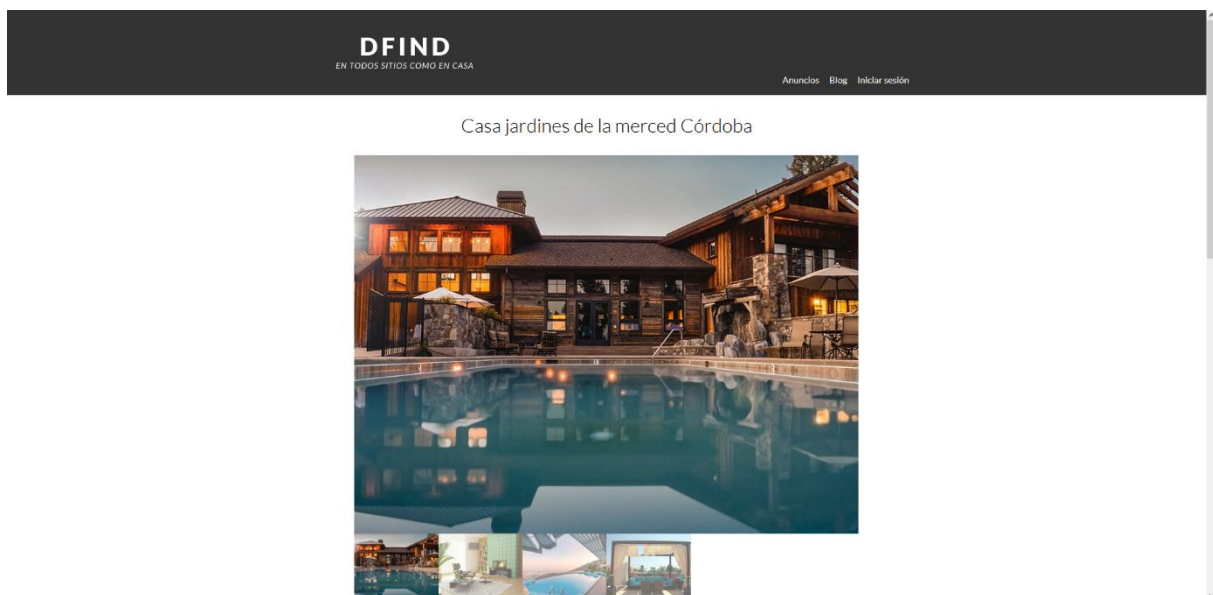 DFIND
EN TODOS SITIOS COMO EN CASA
Anuncios Blog Iniciar sesión
Casa jardines de la merced Córdoba